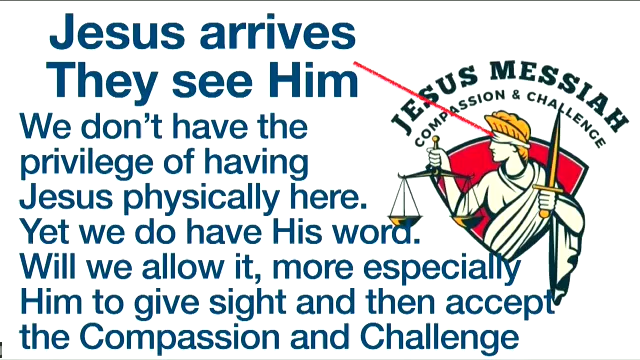 Jesus arrives
They see Him
We don't have the
privilege of having
Jesus physically here.
Yet we do have His word.
Will we allow it, more especially
Him to give sight and then accept
the Compassion and Challenge
JESUS MESSIAH
COMPASSION & CHALLENGE